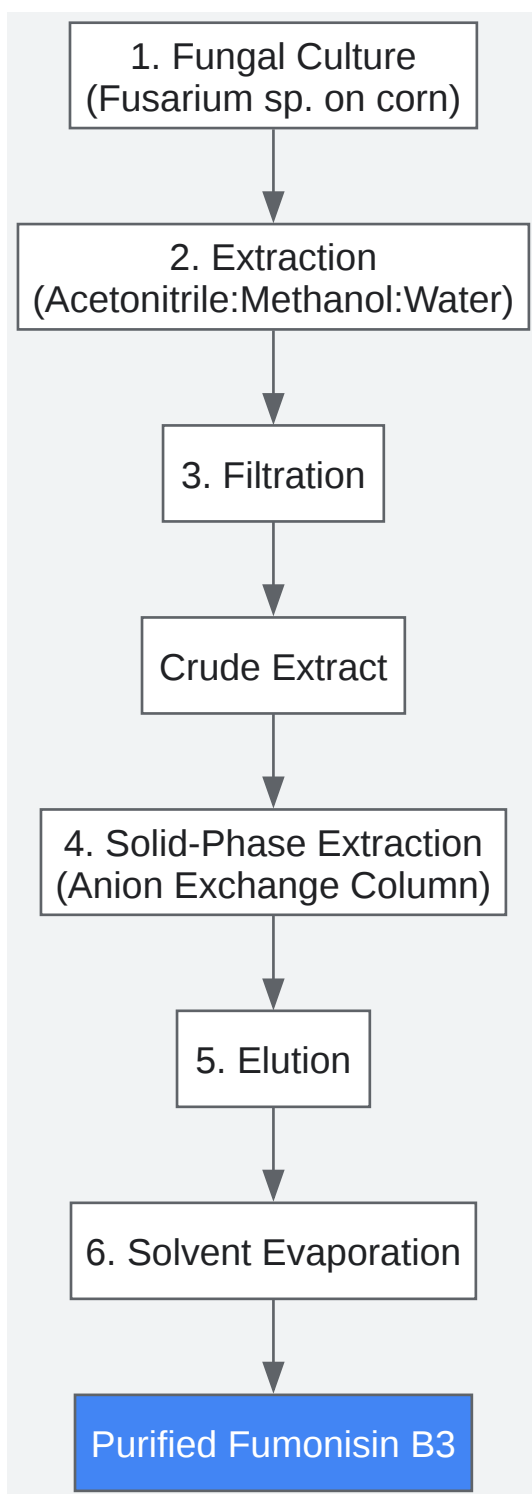 1. Fungal Culture
(Fusarium sp. on corn)
2. Extraction
(Acetonitrile:Methanol:Water)
3. Filtration
Crude Extract
4. Solid-Phase Extraction
(Anion Exchange Column)
5. Elution
6. Solvent Evaporation
Purified Fumonisin B3